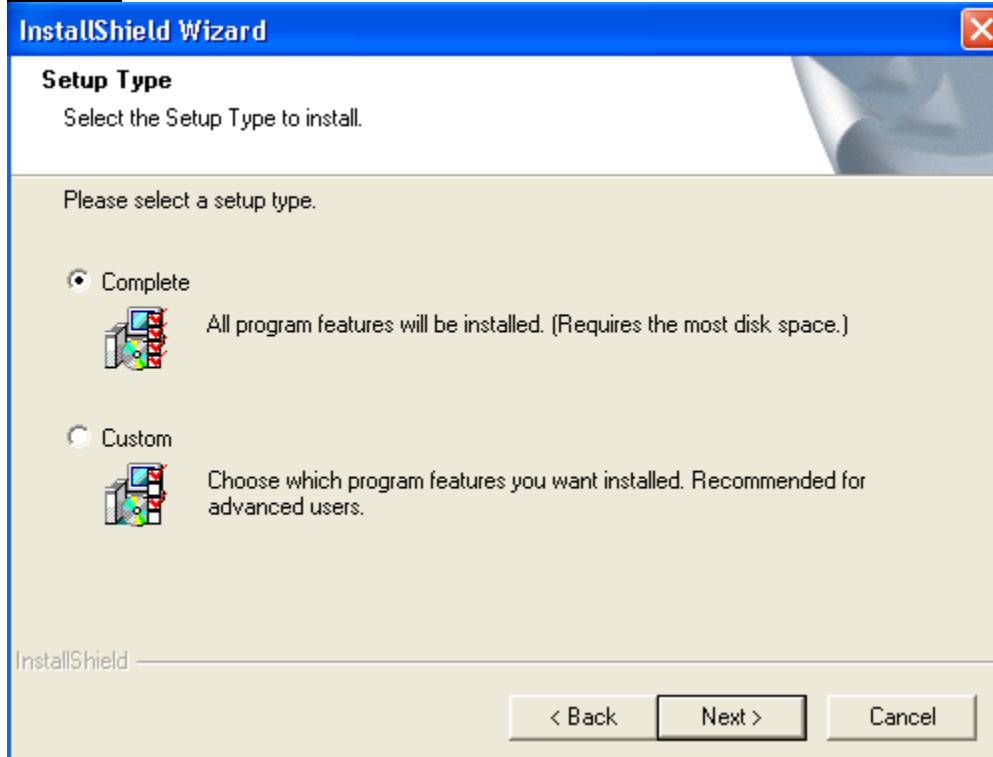 InstallShield Wizard
Setup Type
Select the Setup Type to install.
Please select a setup type.
Complete
All program features will be installed. (Requires the most disk space.)
Custom
Choose which program features you want installed. Recommended for
advanced users.
InstallShield
< Back Next > Cancel